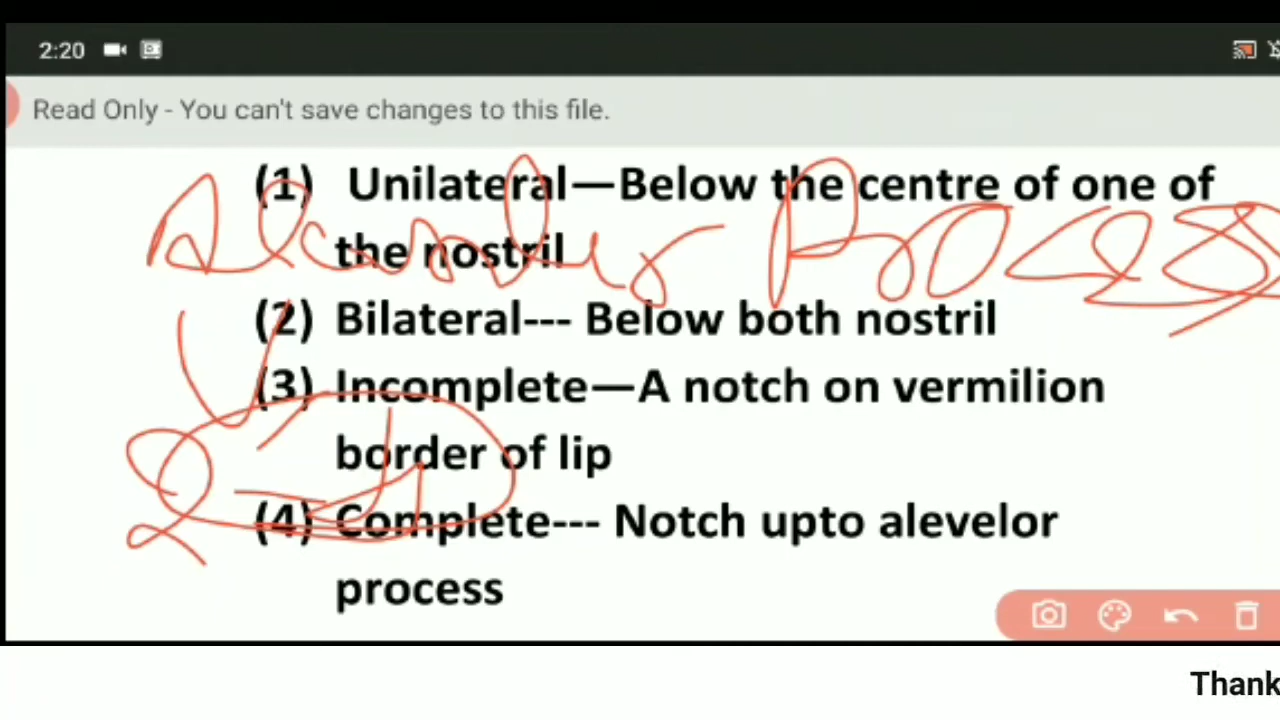 2:20
Read Only - You can't save changes to this file.
(1) Unilateral—Below the centre of one of
the nostril
Process
(2) Bilateral--- Below both nostril
(3) Incomplete—A notch on vermilion
border of lip
(4) Complete--- Notch upto alevelor
process
Thank